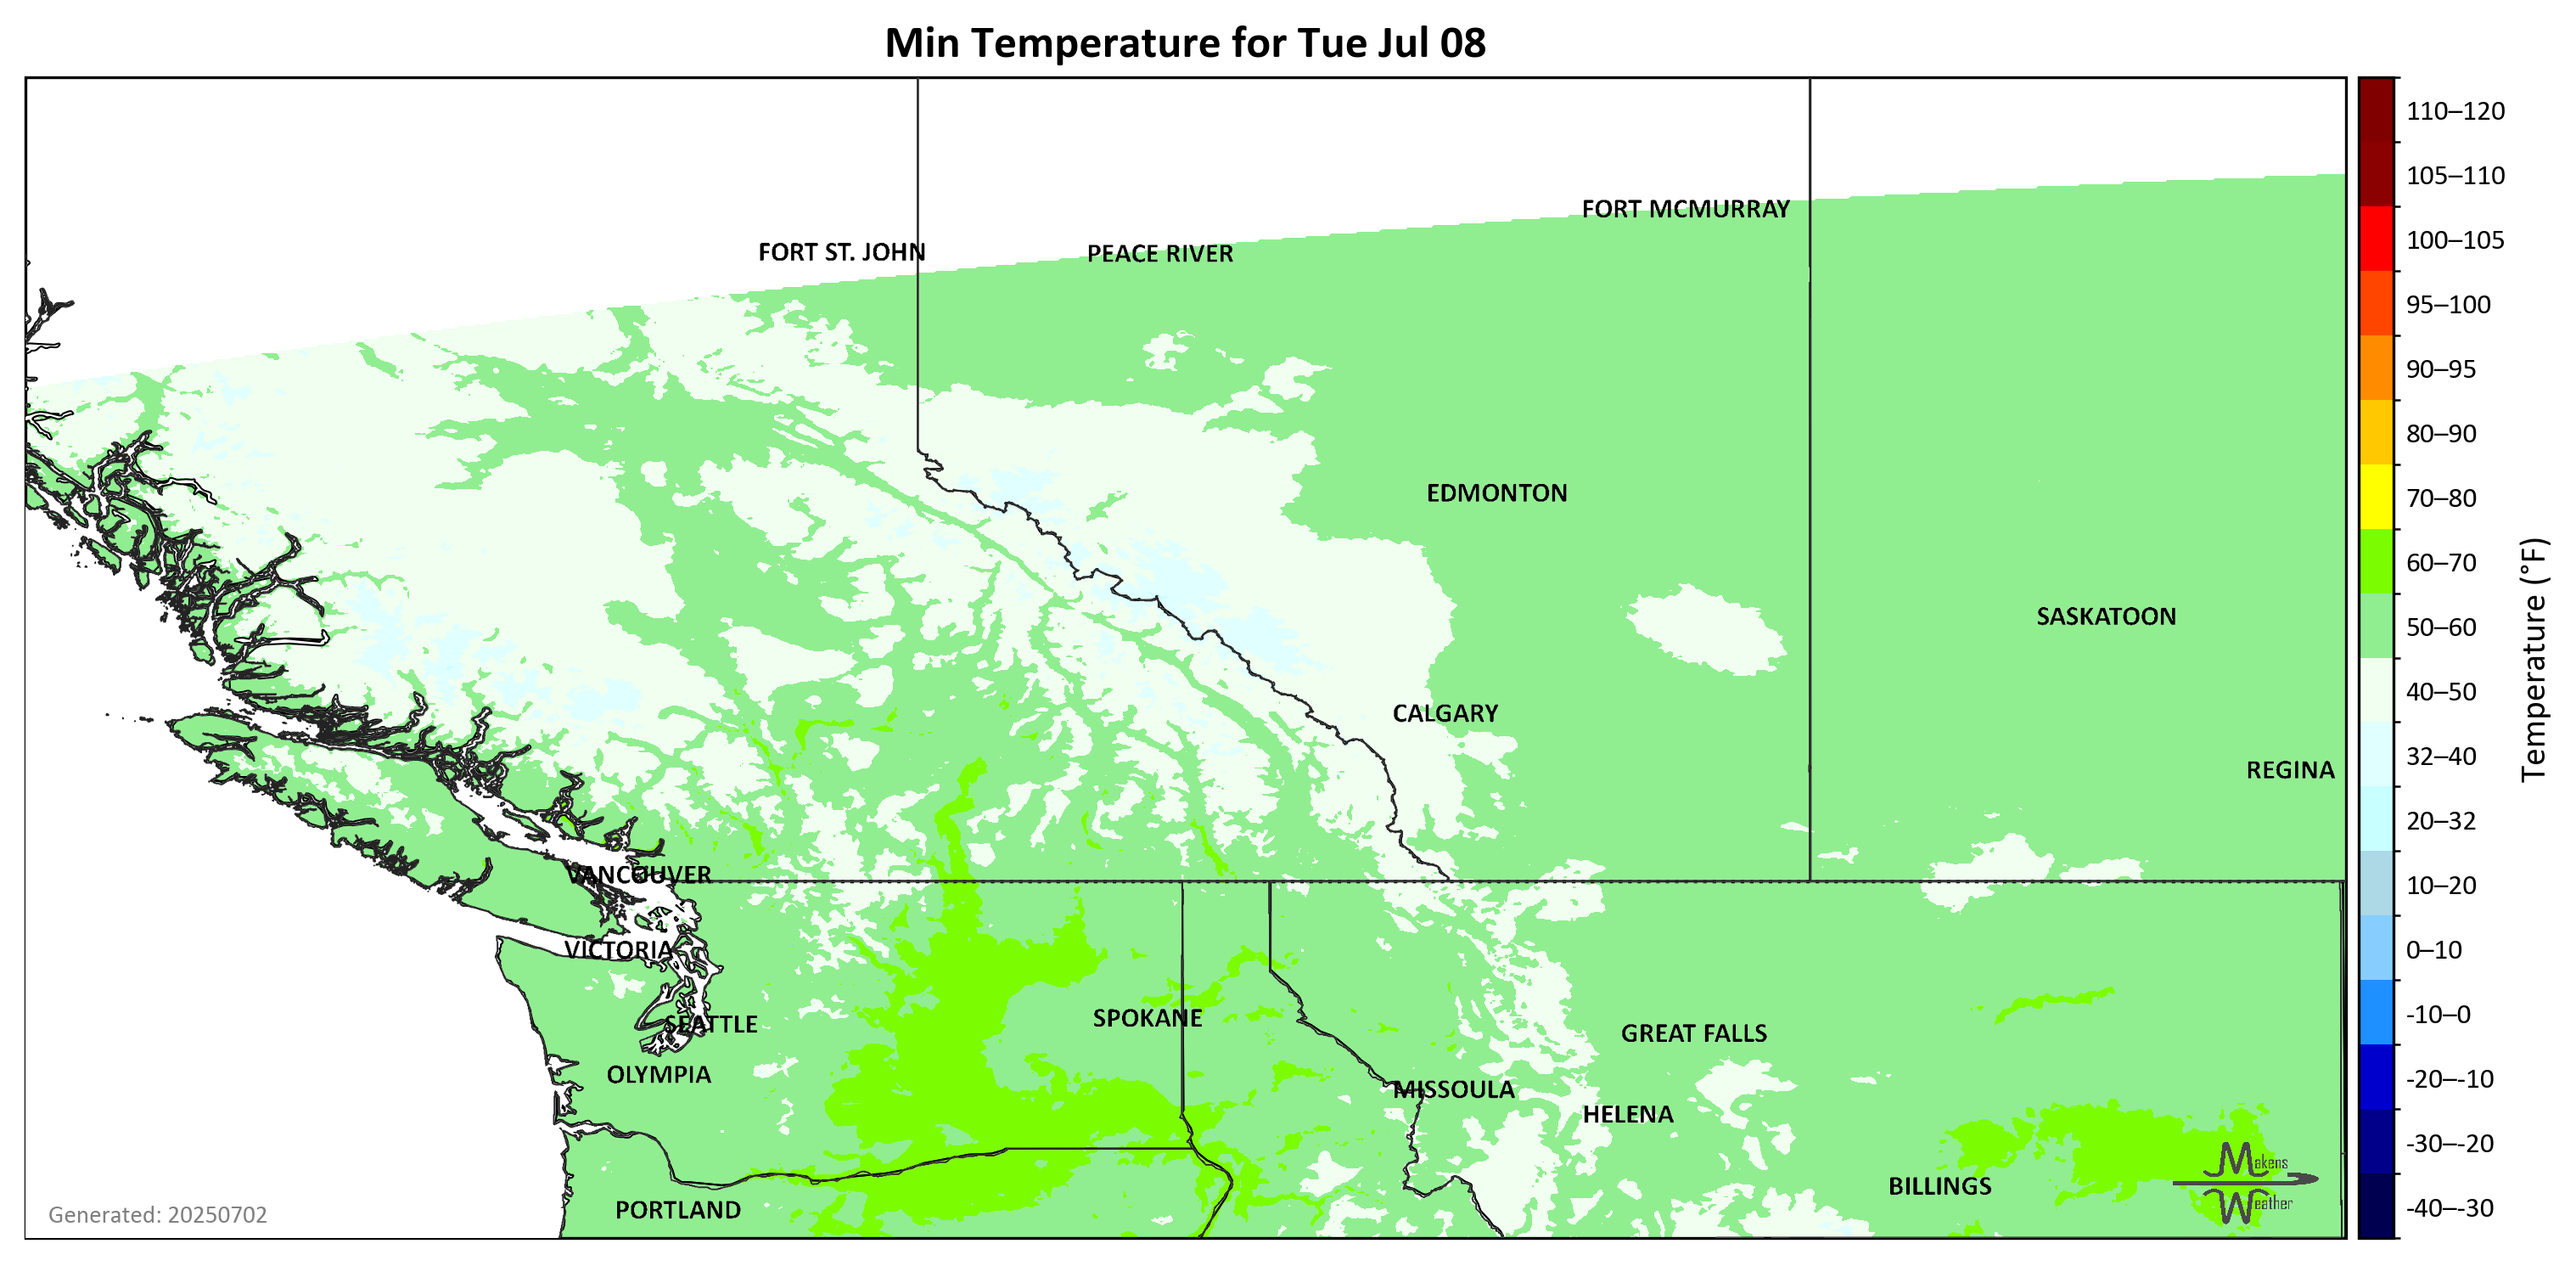 Min Temperature for Tue Jul 08
110–120
105–110
FORT MCMURRAY
100–105
FORT ST. JOHN
PEACE RIVER
95–100
90–95
80–90
EDMONTON
70–80
60–70
SASKATOON
50–60
Temperature (°F)
40–50
CALGARY
32–40
REGINA
20–32
VANCOUVER
10–20
VICTORIA
0–10
SEATTLE
SPOKANE
-10–0
GREAT FALLS
OLYMPIA
MISSOULA
-20–-10
HELENA
-30–-20
Makens
Weather
BILLINGS
PORTLAND
-40–-30
Generated: 20250702